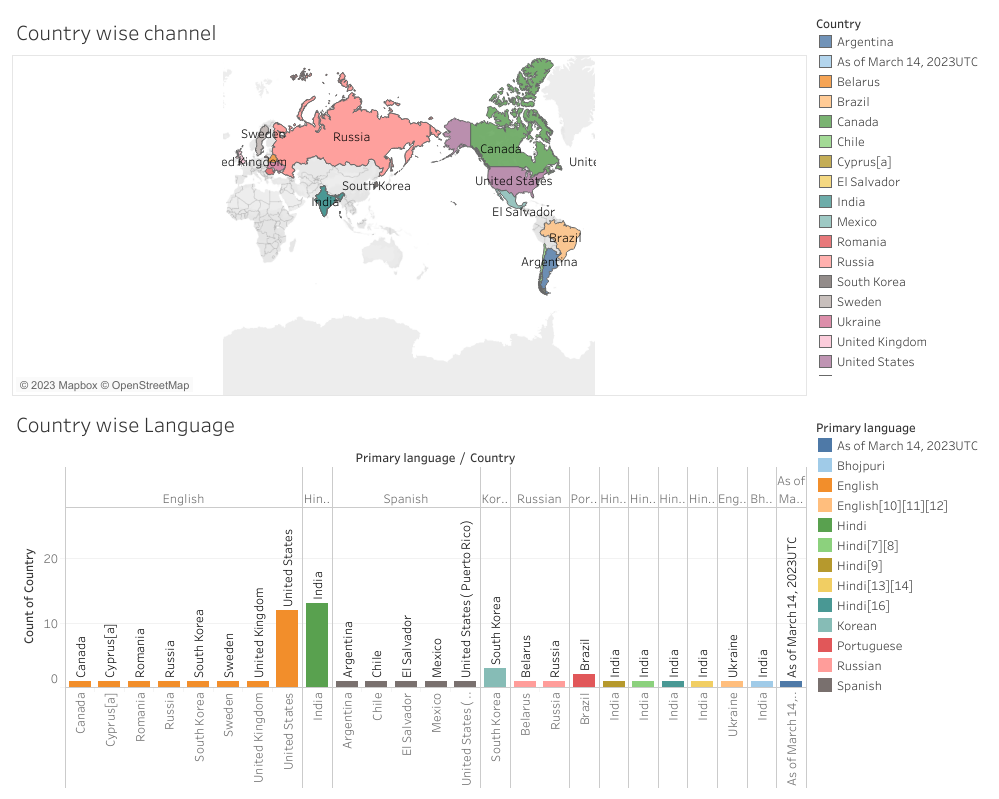 Country wise channel
Country
Argentina
As of March 14, 2023UTC
Belarus
Brazil
Canada
Chile
Cyprus[a]
El Salvador
India
Mexico
Romania
Russia
South Korea
Sweden
Ukraine
United Kingdom
United States
Sweden
Russia
Canada
ed Kingdom
Unite
South Korea
United States
India
El Salvador
Brazil
Argentina
© 2023 Mapbox © OpenStreetMap
Country wise Language
Primary language / Country
English
Hin..
Spanish
Kor..
Russian
Por..
Hin..
Hin..
Hin..
Hin..
Eng..
Bh..
As of
Ma..
Count of Country
20
10
0
Canada
Cyprus[a]
Romania
Russia
South Korea
Sweden
United Kingdom
United States
India
Argentina
Chile
El Salvador
Mexico
United States ( Puerto Rico)
South Korea
Belarus
Russia
Brazil
India
India
India
India
Ukraine
India
As of March 14, 2023UTC
Canada
Cyprus[a]
Romania
Russia
South Korea
Sweden
United Kingdom
United States
India
Argentina
Chile
El Salvador
Mexico
United States ( ..
South Korea
Belarus
Russia
Brazil
India
India
India
India
Ukraine
India
As of March 14,..
Primary language
As of March 14, 2023UTC
Bhojpuri
English
English[10][11][12]
Hindi
Hindi[7][8]
Hindi[9]
Hindi[13][14]
Hindi[16]
Korean
Portuguese
Russian
Spanish